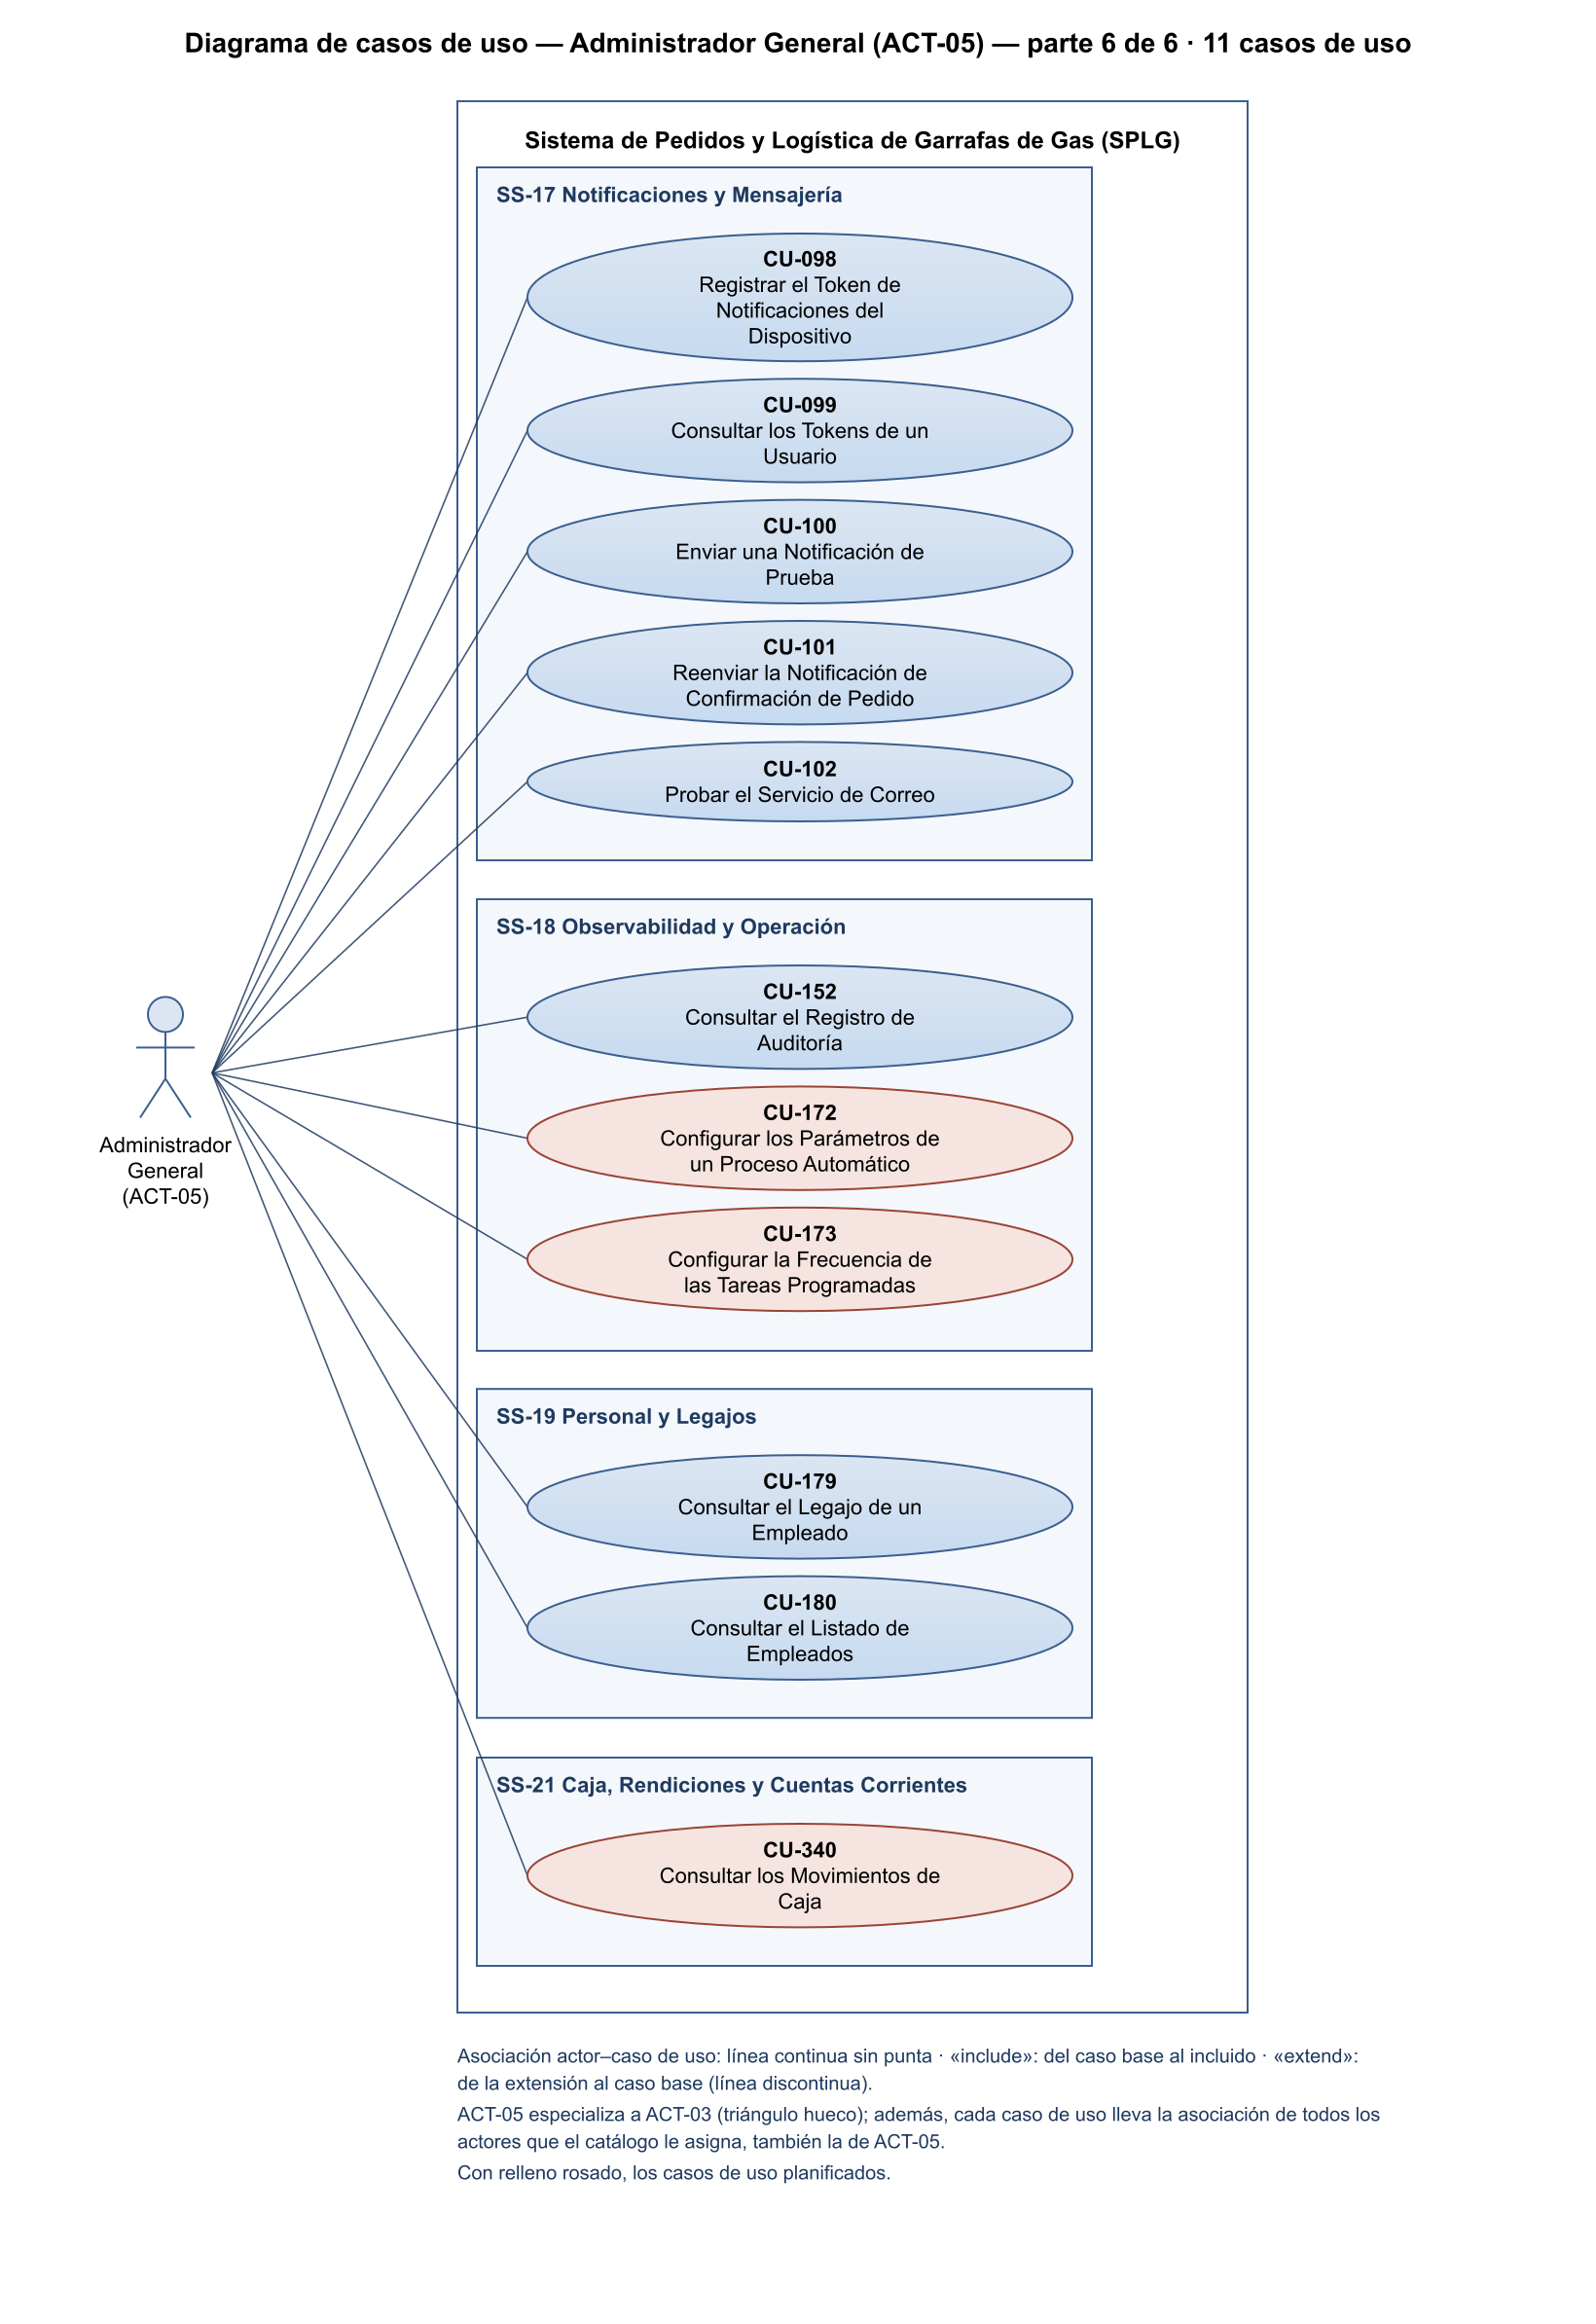 Diagrama de casos de uso — Administrador General (ACT-05) — parte 6 de 6 · 11 casos de uso
Sistema de Pedidos y Logística de Garrafas de Gas (SPLG)
SS-17 Notificaciones y Mensajería
CU-098
Registrar el Token de
Notificaciones del
Dispositivo
CU-099
Consultar los Tokens de un
Usuario
CU-100
Enviar una Notificación de
Prueba
CU-101
Reenviar la Notificación de
Confirmación de Pedido
CU-102
Probar el Servicio de Correo
SS-18 Observabilidad y Operación
CU-152
Consultar el Registro de
Auditoría
CU-172
Configurar los Parámetros de
un Proceso Automático
CU-173
Configurar la Frecuencia de
las Tareas Programadas
Administrador
General
(ACT-05)
SS-19 Personal y Legajos
CU-179
Consultar el Legajo de un
Empleado
CU-180
Consultar el Listado de
Empleados
SS-21 Caja, Rendiciones y Cuentas Corrientes
CU-340
Consultar los Movimientos de
Caja
Asociación actor–caso de uso: línea continua sin punta · «include»: del caso base al incluido · «extend»:
de la extensión al caso base (línea discontinua).
ACT-05 especializa a ACT-03 (triángulo hueco); además, cada caso de uso lleva la asociación de todos los
actores que el catálogo le asigna, también la de ACT-05.
Con relleno rosado, los casos de uso planificados.